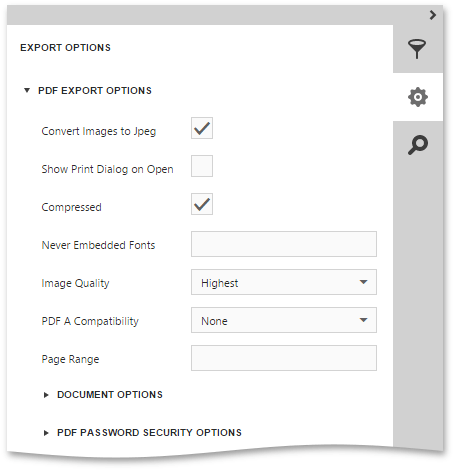 EXPORT OPTIONS
PDF EXPORT OPTIONS
Convert Images to Jpeg
Show Print Dialog on Open
Compressed
Never Embedded Fonts
Image Quality Highest
PDF A Compatibility None
Page Range
DOCUMENT OPTIONS
PDF PASSWORD SECURITY OPTIONS